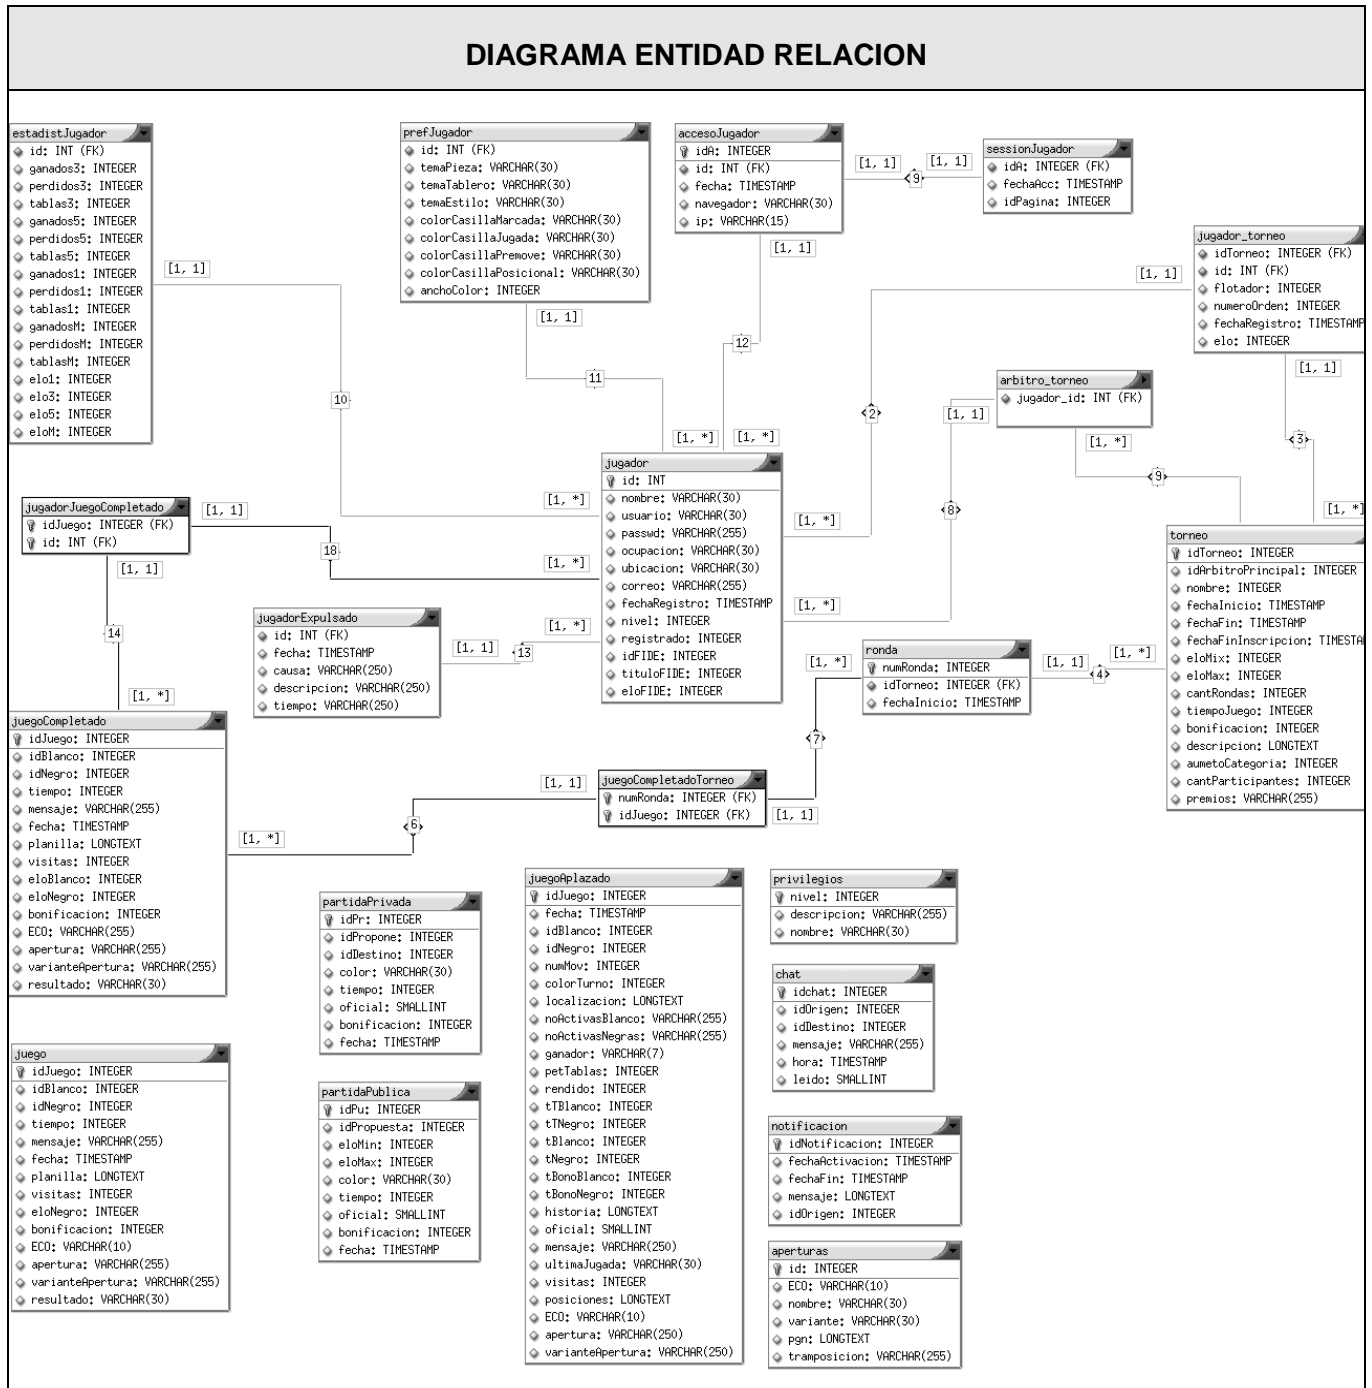 DIAGRAMA ENTIDAD RELACION
estadistJugador
id: INT (FK)
ganados3: INTEGER
perdidos3: INTEGER
tablas3: INTEGER
ganados5: INTEGER
perdidos5: INTEGER
tablas5: INTEGER
ganados1: INTEGER
perdidos1: INTEGER
tablas1: INTEGER
ganadosM: INTEGER
perdidosM: INTEGER
tablasM: INTEGER
elo1: INTEGER
elo3: INTEGER
elo5: INTEGER
eloM: INTEGER
[1, 1]
10
[1, *]
prefJugador
id: INT (FK)
temaPieza: VARCHAR(30)
temaTablero: VARCHAR(30)
temaEstilo: VARCHAR(30)
colorCasillaMarcada: VARCHAR(30)
colorCasillaJugada: VARCHAR(30)
colorCasillaPremove: VARCHAR(30)
colorCasillaPosicional: VARCHAR(30)
anchoColor: INTEGER
[1, 1]
11
[1, *]
accesoJugador
idA: INTEGER
id: INT (FK)
fecha: TIMESTAMP
navegador: VARCHAR(30)
ip: VARCHAR(15)
[1, 1]
9
[1, 1]
[1, 1]
12
[1, *]
sessionJugador
idA: INTEGER (FK)
fechaAcc: TIMESTAMP
idPagina: INTEGER
jugador_torneo
idTorneo: INTEGER (FK)
id: INT (FK)
flotador: INTEGER
numeroOrden: INTEGER
fechaRegistro: TIMESTAMP
elo: INTEGER
[1, 1]
2
[1, *]
[1, 1]
3
[1, *]
arbitro_torneo
jugador_id: INT (FK)
[1, 1]
8
[1, *]
[1, *]
9
jugador
id: INT
nombre: VARCHAR(30)
usuario: VARCHAR(30)
passwd: VARCHAR(255)
ocupacion: VARCHAR(30)
ubicacion: VARCHAR(30)
correo: VARCHAR(255)
fechaRegistro: TIMESTAMP
nivel: INTEGER
registrado: INTEGER
idFIDE: INTEGER
tituloFIDE: INTEGER
eloFIDE: INTEGER
jugadorJuegoCompletado
idJuego: INTEGER (FK)
id: INT (FK)
[1, 1]
18
[1, *]
[1, 1]
14
[1, *]
jugadorExpulsado
id: INT (FK)
fecha: TIMESTAMP
causa: VARCHAR(250)
descripcion: VARCHAR(250)
tiempo: VARCHAR(250)
[1, 1]
13
[1, *]
ronda
numRonda: INTEGER
idTorneo: INTEGER (FK)
fechaInicio: TIMESTAMP
[1, 1]
4
[1, *]
[1, *]
7
[1, 1]
torneo
idTorneo: INTEGER
idArbitroPrincipal: INTEGER
nombre: INTEGER
fechaInicio: TIMESTAMP
fechaFin: TIMESTAMP
fechaFinInscripcion: TIMESTA
eloMix: INTEGER
eloMax: INTEGER
cantRondas: INTEGER
tiempoJuego: INTEGER
bonificacion: INTEGER
descripcion: LONGTEXT
aumetoCategoria: INTEGER
cantParticipantes: INTEGER
premios: VARCHAR(255)
juegoCompletado
idJuego: INTEGER
idBlanco: INTEGER
idNegro: INTEGER
tiempo: INTEGER
mensaje: VARCHAR(255)
fecha: TIMESTAMP
planilla: LONGTEXT
visitas: INTEGER
eloBlanco: INTEGER
eloNegro: INTEGER
bonificacion: INTEGER
ECO: VARCHAR(255)
apertura: VARCHAR(255)
varianteApertura: VARCHAR(255)
resultado: VARCHAR(30)
[1, *]
6
[1, 1]
juegoCompletadoTorneo
numRonda: INTEGER (FK)
idJuego: INTEGER (FK)
juego
idJuego: INTEGER
idBlanco: INTEGER
idNegro: INTEGER
tiempo: INTEGER
mensaje: VARCHAR(255)
fecha: TIMESTAMP
planilla: LONGTEXT
visitas: INTEGER
eloNegro: INTEGER
bonificacion: INTEGER
ECO: VARCHAR(10)
apertura: VARCHAR(255)
varianteApertura: VARCHAR(255)
resultado: VARCHAR(30)
partidaPrivada
idPr: INTEGER
idPropone: INTEGER
idDestino: INTEGER
color: VARCHAR(30)
tiempo: INTEGER
oficial: SMALLINT
bonificacion: INTEGER
fecha: TIMESTAMP
partidaPublica
idPu: INTEGER
idPropuesta: INTEGER
eloMin: INTEGER
eloMax: INTEGER
color: VARCHAR(30)
tiempo: INTEGER
oficial: SMALLINT
bonificacion: INTEGER
fecha: TIMESTAMP
juegoAplazado
idJuego: INTEGER
fecha: TIMESTAMP
idBlanco: INTEGER
idNegro: INTEGER
numMov: INTEGER
colorTurno: INTEGER
localizacion: LONGTEXT
noActivasBlanco: VARCHAR(255)
noActivasNegras: VARCHAR(255)
ganador: VARCHAR(7)
petTablas: INTEGER
rendido: INTEGER
tTBlanco: INTEGER
tTNegro: INTEGER
tBlanco: INTEGER
tNegro: INTEGER
tBonoBlanco: INTEGER
tBonoNegro: INTEGER
historia: LONGTEXT
oficial: SMALLINT
mensaje: VARCHAR(250)
ultimaJugada: VARCHAR(30)
visitas: INTEGER
posiciones: LONGTEXT
ECO: VARCHAR(10)
apertura: VARCHAR(250)
varianteApertura: VARCHAR(250)
privilegios
nivel: INTEGER
descripcion: VARCHAR(255)
nombre: VARCHAR(30)
chat
idchat: INTEGER
idOrigen: INTEGER
idDestino: INTEGER
mensaje: VARCHAR(255)
hora: TIMESTAMP
leido: SMALLINT
notificacion
idNotificacion: INTEGER
fechaActivacion: TIMESTAMP
fechaFin: TIMESTAMP
mensaje: LONGTEXT
idOrigen: INTEGER
aperturas
id: INTEGER
ECO: VARCHAR(10)
nombre: VARCHAR(30)
variante: VARCHAR(30)
pgn: LONGTEXT
tramposicion: VARCHAR(255)